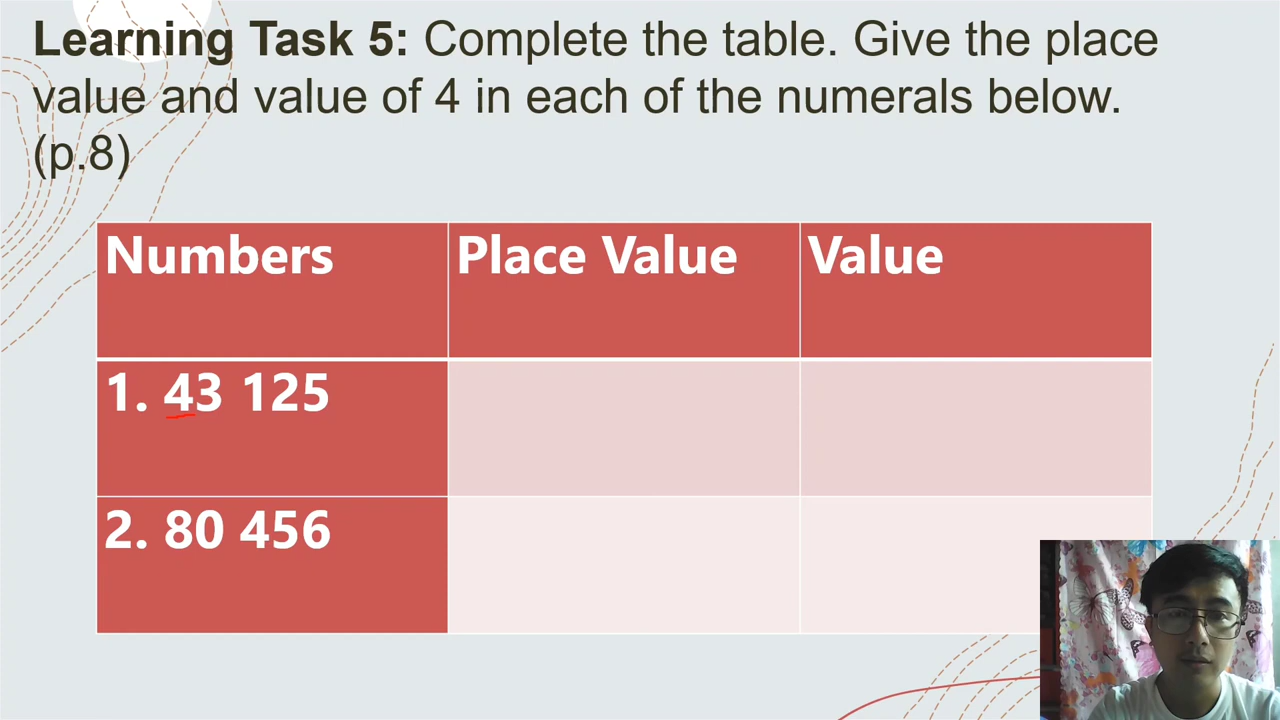 Learning Task 5: Complete the table. Give the place
value and value of 4 in each of the numerals below.
(p.8)
Numbers Place Value Value
1. 43 125
2. 80 456